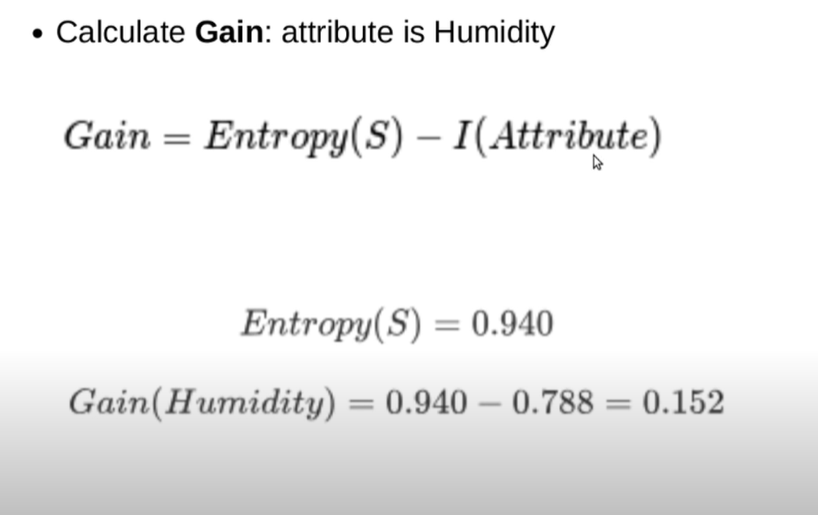 • Calculate Gain: attribute is Humidity
Gain = Entropy(S) − I(Attribute)
Entropy(S) = 0.940
Gain(Humidity) = 0.940 − 0.788 = 0.152